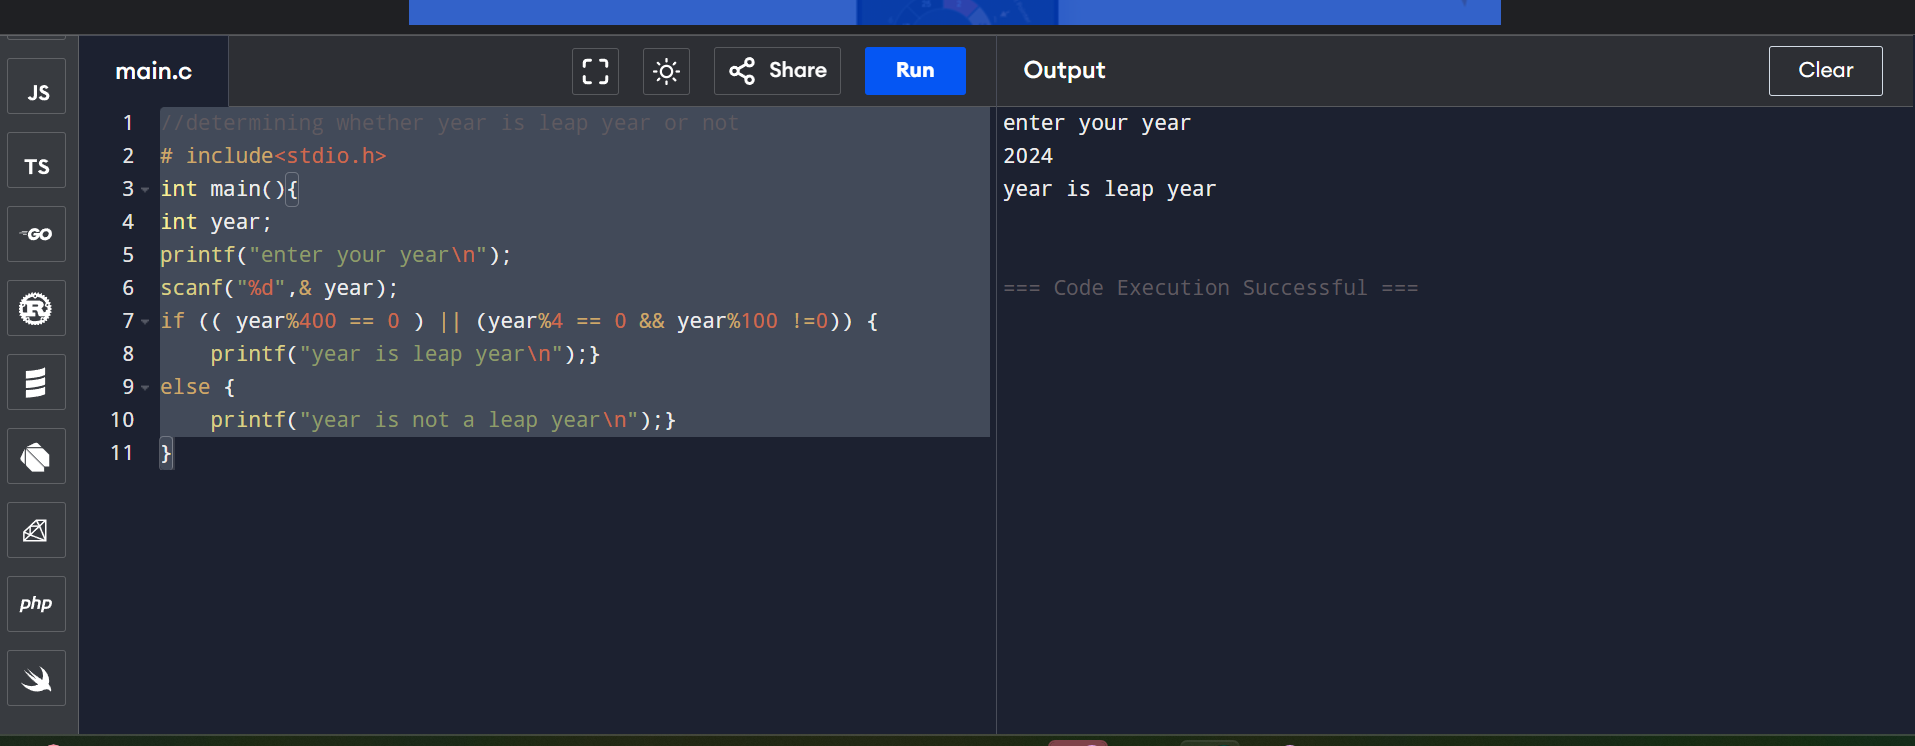 main.c
Share
Run
Output
Clear
JS
TS
GO
R
php
1 //determining whether year is leap year or not
2 # include<stdio.h>
3 int main(){
4 int year;
5 printf("enter your year\n");
6 scanf("%d",& year);
7 if (( year%400 == 0 ) || (year%4 == 0 && year%100 !=0)) {
8     printf("year is leap year\n");}
9 else {
10     printf("year is not a leap year\n");}
11 }
enter your year
2024
year is leap year
=== Code Execution Successful ===